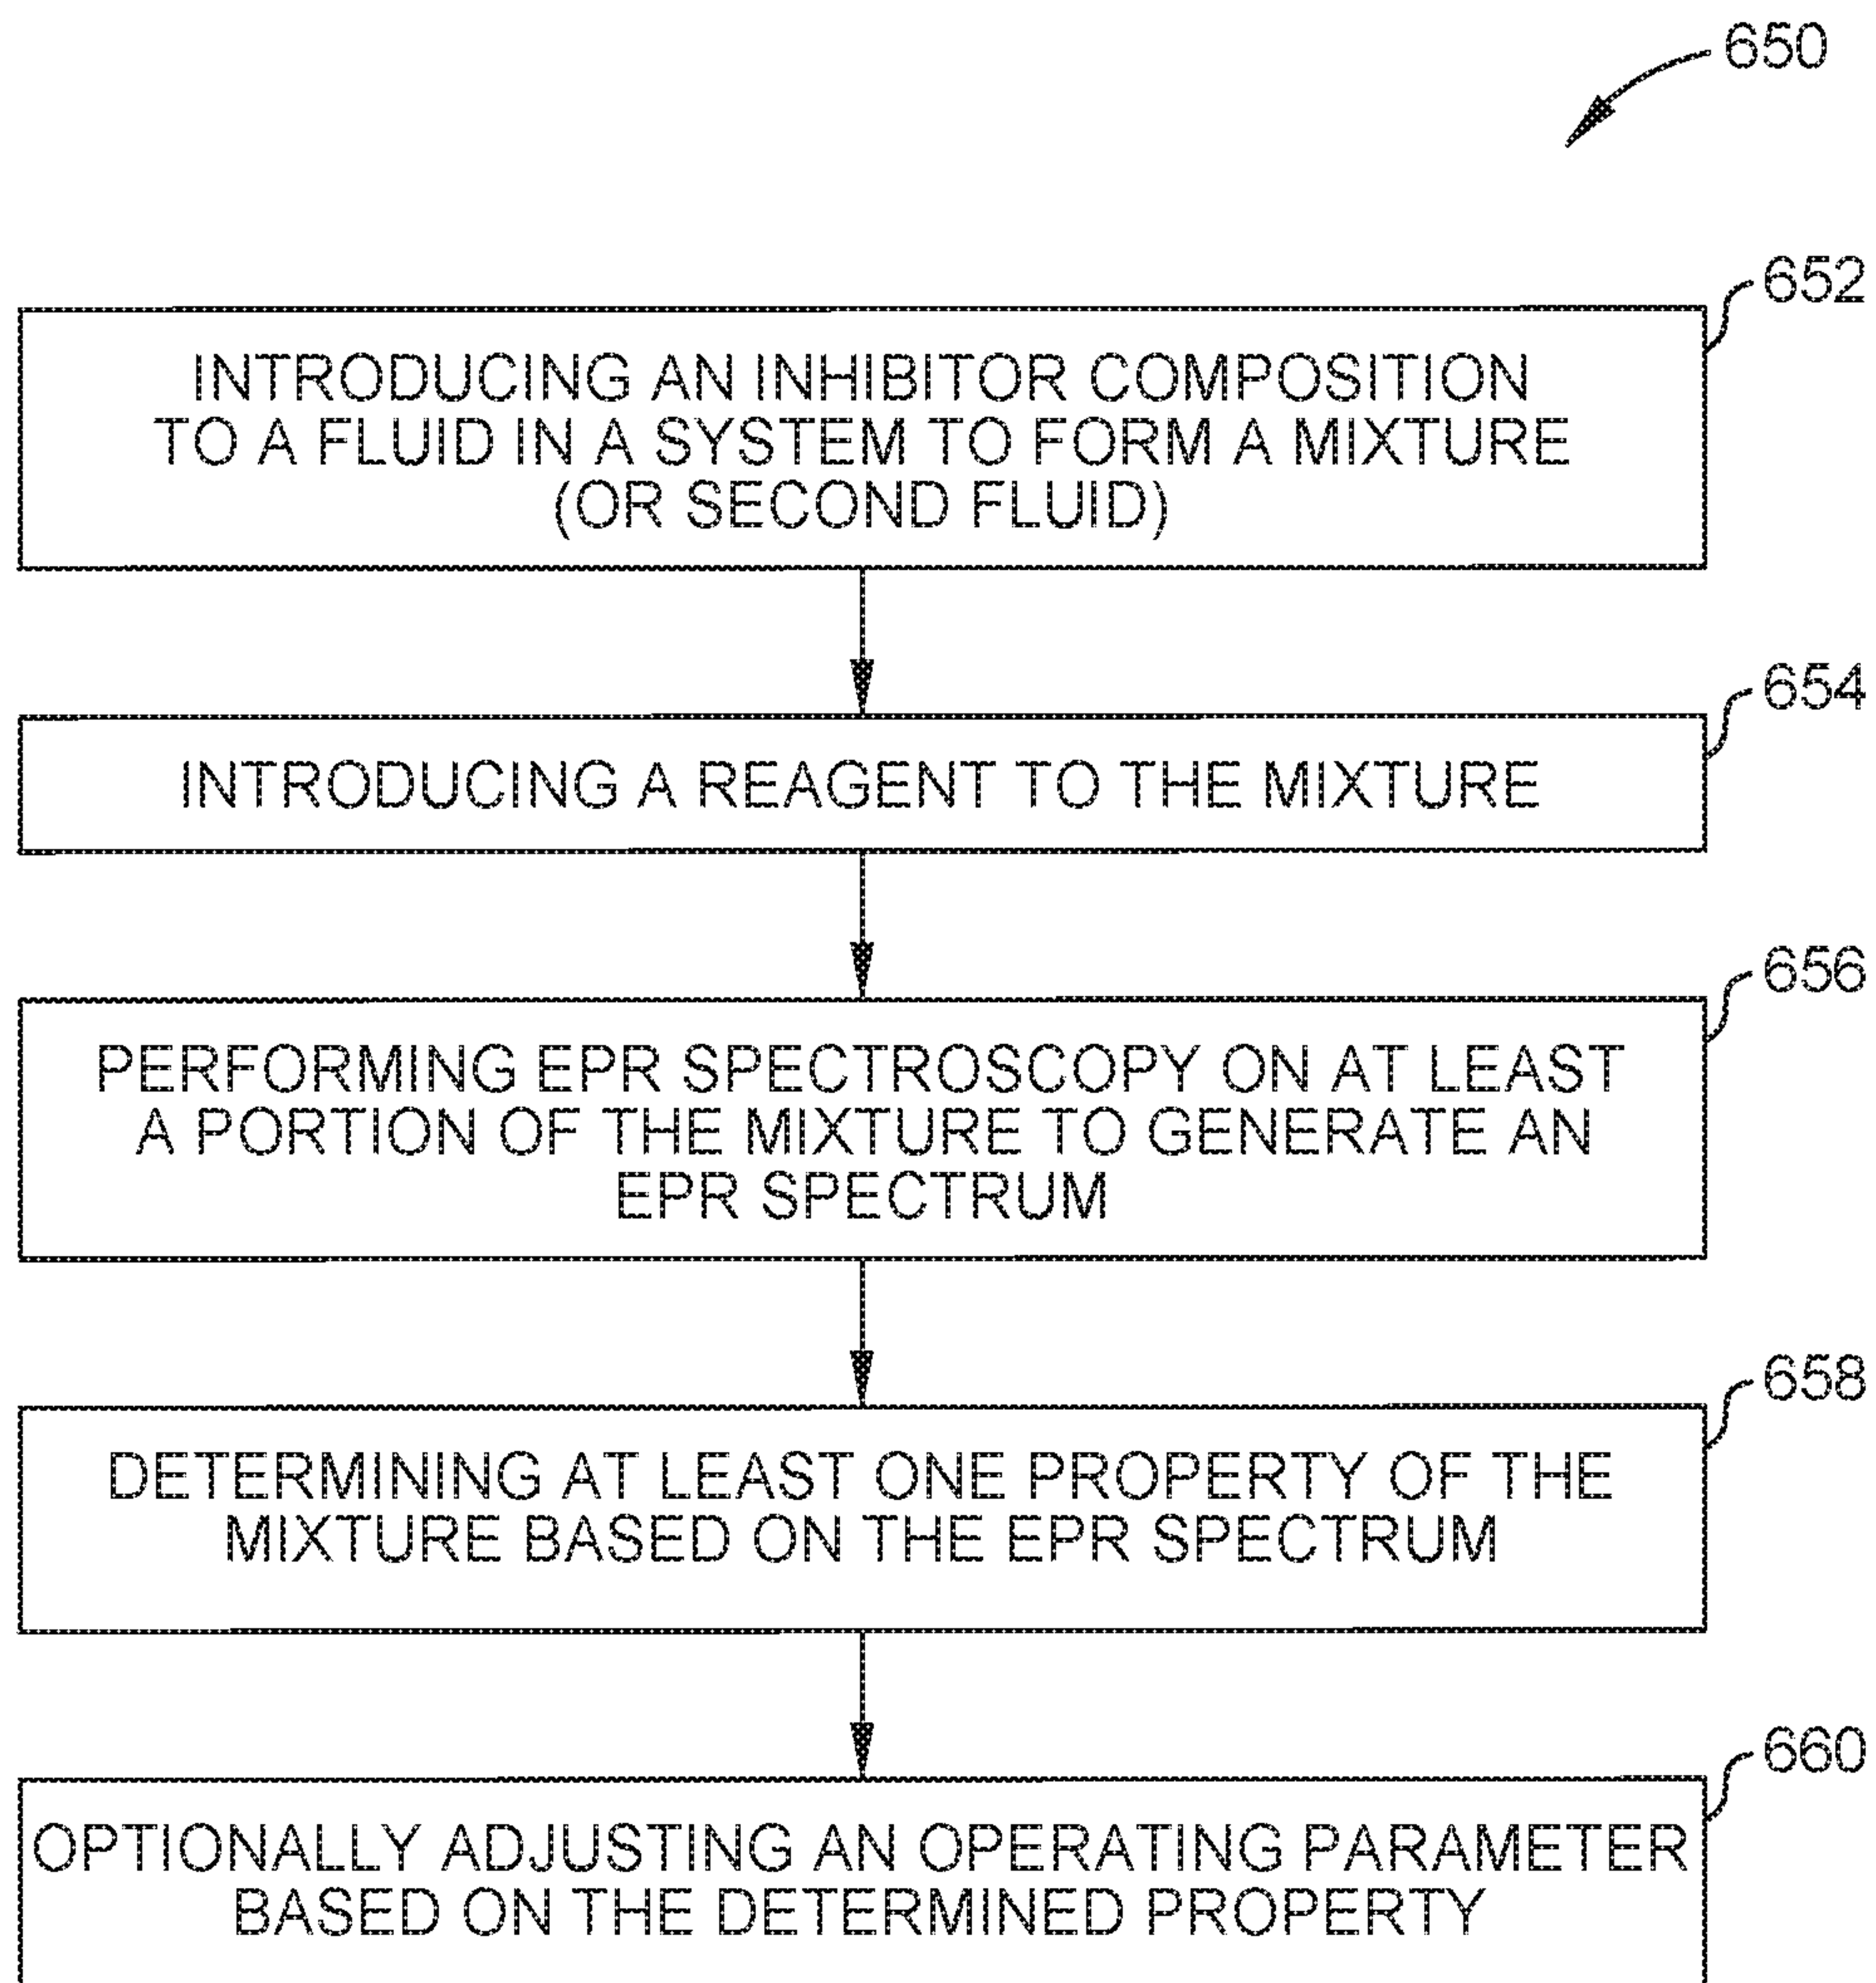 650
652
INTRODUCING AN INHIBITOR COMPOSITION
TO A FLUID IN A SYSTEM TO FORM A MIXTURE
(OR SECOND FLUID)
654
INTRODUCING A REAGENT TO THE MIXTURE
656
PERFORMING EPR SPECTROSCOPY ON AT LEAST
A PORTION OF THE MIXTURE TO GENERATE AN
EPR SPECTRUM
658
DETERMINING AT LEAST ONE PROPERTY OF THE
MIXTURE BASED ON THE EPR SPECTRUM
660
OPTIONALLY ADJUSTING AN OPERATING PARAMETER
BASED ON THE DETERMINED PROPERTY